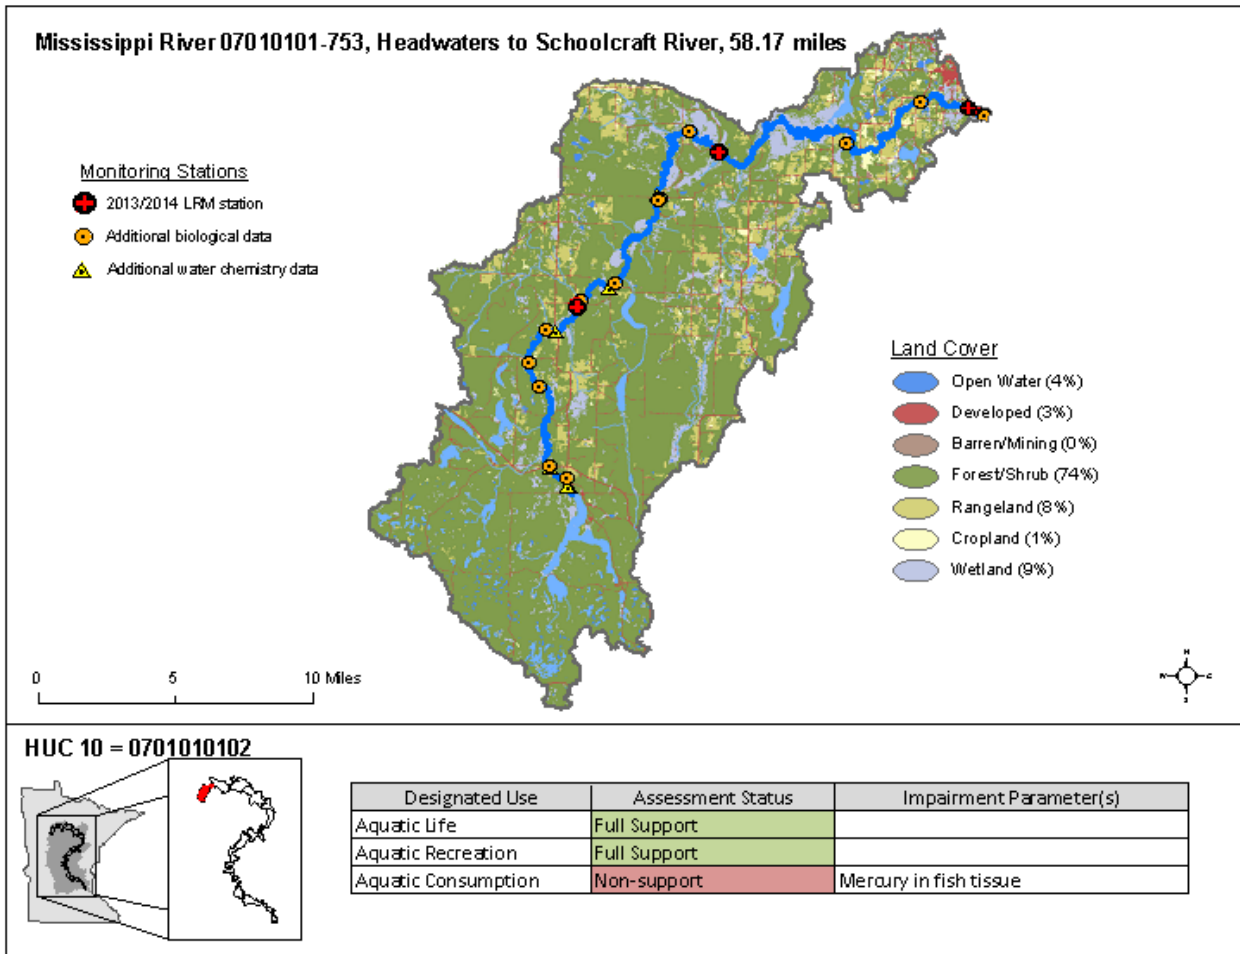 Mississippi River 07010101-753, Headwaters to Schoolcraft River, 58.17 miles
Monitoring Stations
2013/2014 LRM station
Additional biological data
Additional water chemistry data
Land Cover
Open Water (4%)
Developed (3%)
Barren/Mining (0%)
Forest/Shrub (74%)
Rangeland (8%)
Cropland (1%)
Wetland (9%)
0 5 10 Miles
N
W E
S
HUC 10 = 0701010102
Designated Use Assessment Status Impairment Parameter(s)
Aquatic Life Full Support
Aquatic Recreation Full Support
Aquatic Consumption Non-support Mercury in fish tissue